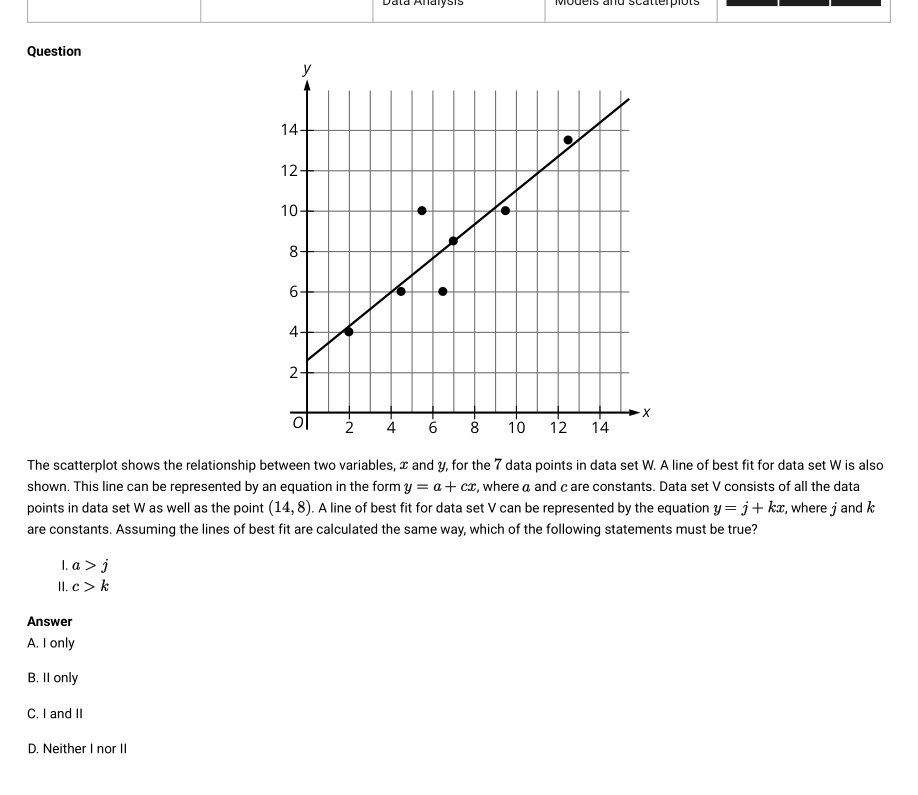 Data Analysis Models and scatterplots
Question
y
14
12
10
8
6
4
2
O 2 4 6 8 10 12 14 x
The scatterplot shows the relationship between two variables, x and y, for the 7 data points in data set W. A line of best fit for data set W is also
shown. This line can be represented by an equation in the form y = a + cx, where a and c are constants. Data set V consists of all the data
points in data set W as well as the point (14, 8). A line of best fit for data set V can be represented by the equation y = j + kx, where j and k
are constants. Assuming the lines of best fit are calculated the same way, which of the following statements must be true?
I. a > j
II. c > k
Answer
A. I only
B. II only
C. I and II
D. Neither I nor II